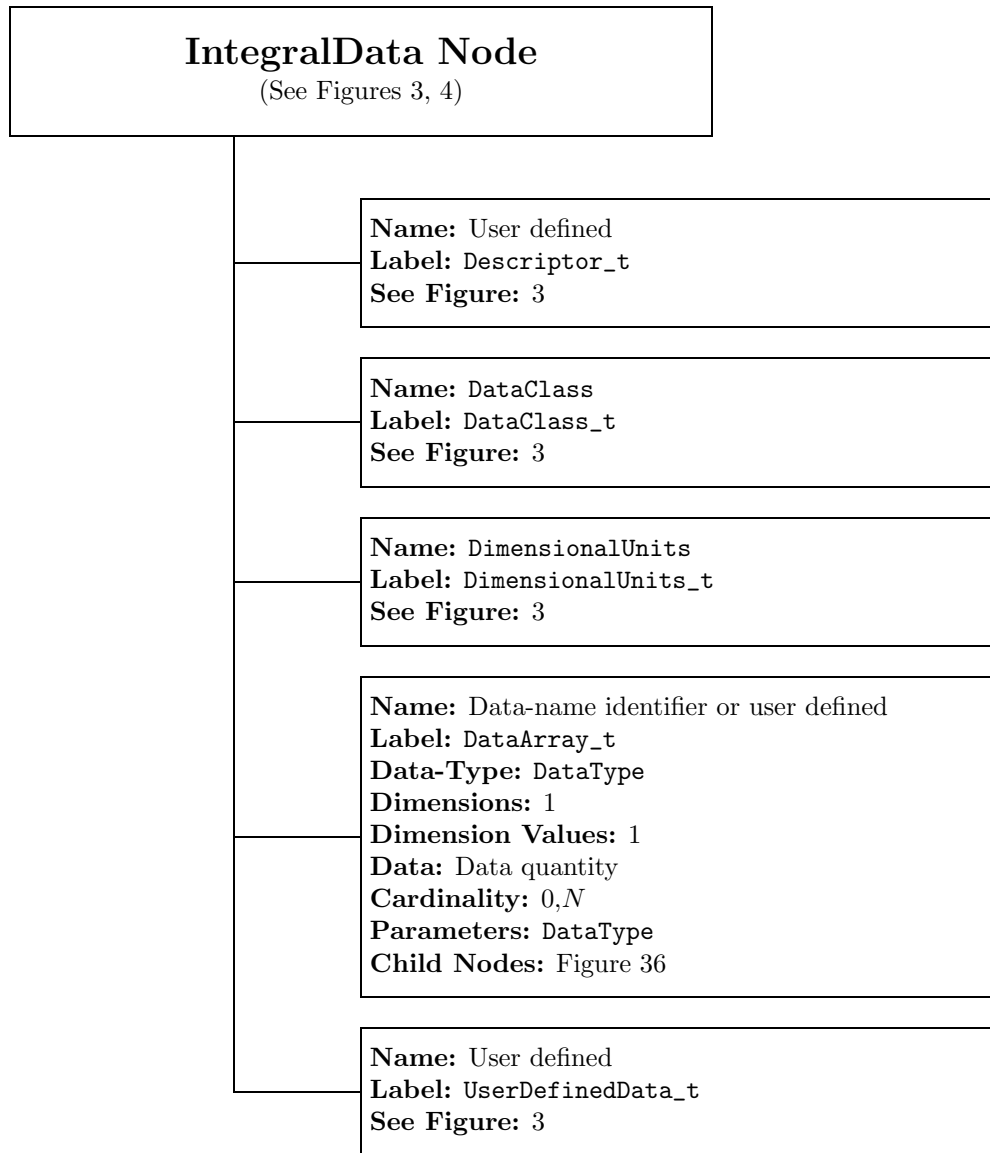 IntegralData Node
(See Figures 3, 4)
Name: User defined
Label: Descriptor_t
See Figure: 3
Name: DataClass
Label: DataClass_t
See Figure: 3
Name: DimensionalUnits
Label: DimensionalUnits_t
See Figure: 3
Name: Data-name identifier or user defined
Label: DataArray_t
Data-Type: DataType
Dimensions: 1
Dimension Values: 1
Data: Data quantity
Cardinality: 0,N
Parameters: DataType
Child Nodes: Figure 36
Name: User defined
Label: UserDefinedData_t
See Figure: 3